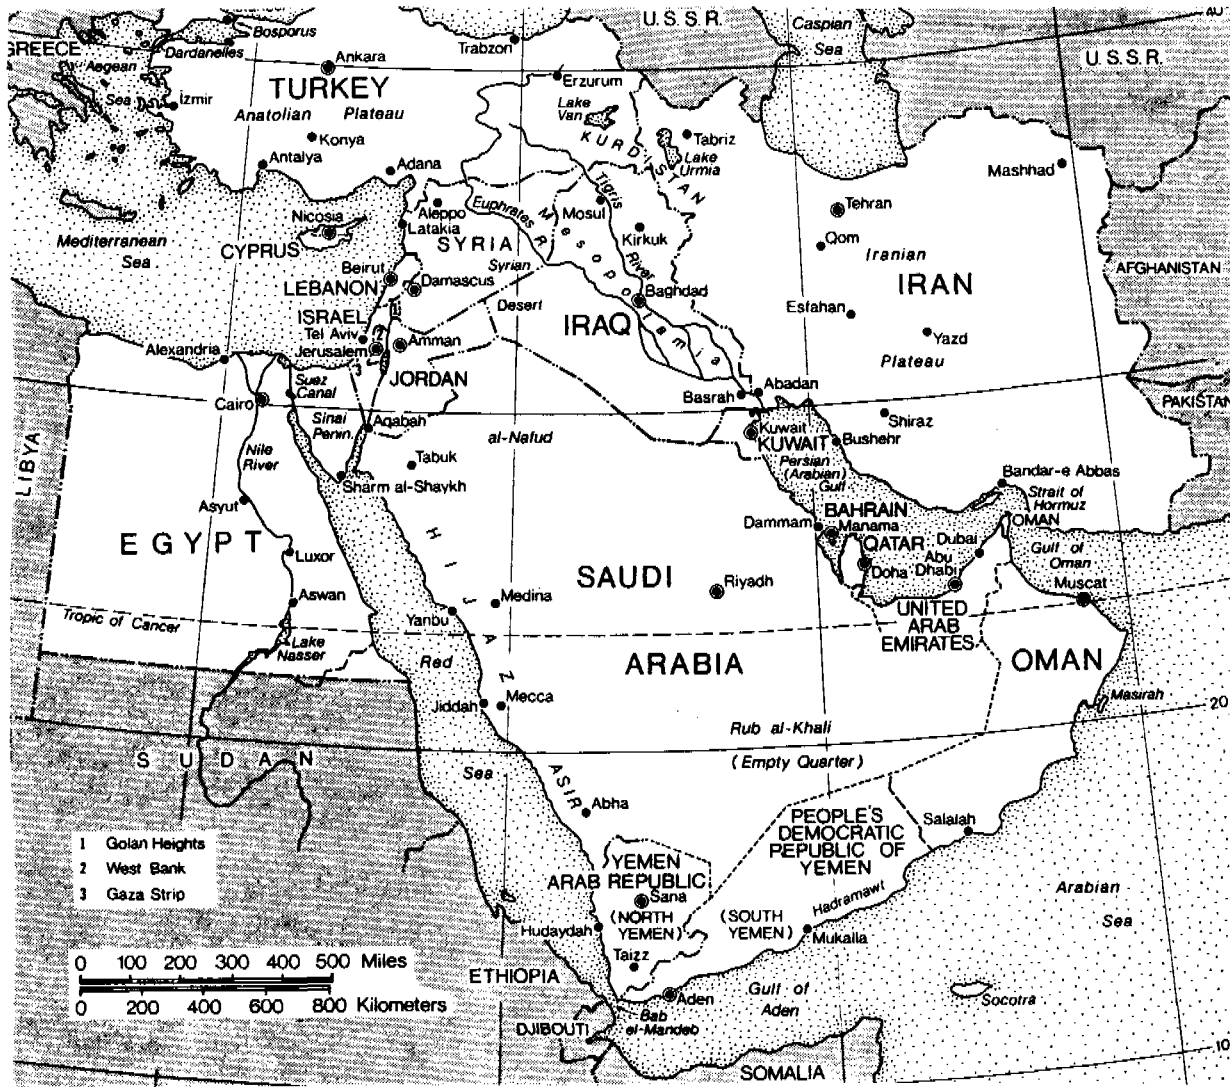 40
Bosporus
U.S.S.R.
Caspian
Sea
GREECE
Dardanelles
Trabzon
U.S.S.R.
Aegean
Sea
Ankara
TURKEY
Erzurum
İzmir
Anatolian Plateau
Lake
Van
KURDISTAN
Tabriz
Konya
Lake
Urmia
Antalya
Adana
Mashhad
Tigris
River
Aleppo
Euphrates R.
Mesopotamia
Mosul
Tehran
Nicosia
Latakia
Kirkuk
Qom
Iranian
Plateau
Mediterranean
Sea
CYPRUS
SYRIA
Syrian
Desert
Beirut
LEBANON
Damascus
Baghdad
IRAN
AFGHANISTAN
1
ISRAEL
Tel Aviv
2
IRAQ
Esfahan
Yazd
Alexandria
Jerusalem
Amman
3
JORDAN
Suez
Canal
Abadan
Basrah
PAKISTAN
Cairo
Sinai
Penin.
Aqabah
al-Nafud
Kuwait
KUWAIT
Shiraz
Bushehr
LIBYA
Nile
River
Tabuk
Persian
(Arabian)
Gulf
Sharm al-Shaykh
Bandar-e Abbas
Strait of
Hormuz
Asyut
Dammam
BAHRAIN
Manama
OMAN
EGYPT
HIJAZ
QATAR
Dubai
Gulf of
Oman
Luxor
SAUDI
Riyadh
Doha
Abu
Dhabi
Muscat
Aswan
Medina
UNITED
ARAB
EMIRATES
Tropic of Cancer
Yanbu
Lake
Nasser
Red
Sea
ARABIA
OMAN
Jiddah
Mecca
Masirah
20
Rub al-Khali
(Empty Quarter)
SUDAN
ASIR
Abha
PEOPLE'S
DEMOCRATIC
REPUBLIC OF
YEMEN
Salalah
1 Golan Heights
2 West Bank
3 Gaza Strip
YEMEN
ARAB REPUBLIC
Sana
(NORTH
YEMEN)
(SOUTH
YEMEN)
Hadramawt
Arabian
Sea
Hudaydah
Mukalla
Taizz
0 100 200 300 400 500 Miles
0 200 400 600 800 Kilometers
ETHIOPIA
Aden
Gulf of
Aden
Socotra
Bab
el-Mandeb
DJIBOUTI
SOMALIA
10